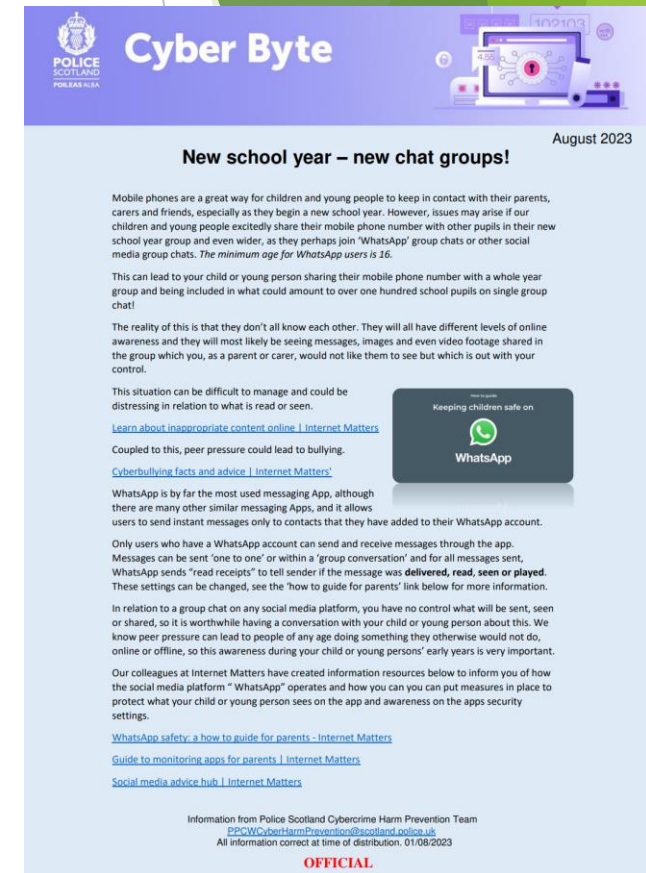 102103
4.55
POLICE
SCOTLAND
POILEAS ALBA
Cyber Byte
August 2023
New school year – new chat groups!
Mobile phones are a great way for children and young people to keep in contact with their parents,
carers and friends, especially as they begin a new school year. However, issues may arise if our
children and young people excitedly share their mobile phone number with other pupils in their new
school year group and even wider, as they perhaps join ‘WhatsApp’ group chats or other social
media group chats. The minimum age for WhatsApp users is 16.
This can lead to your child or young person sharing their mobile phone number with a whole year
group and being included in what could amount to over one hundred school pupils on single group
chat!
The reality of this is that they don’t all know each other. They will all have different levels of online
awareness and they will most likely be seeing messages, images and even video footage shared in
the group which you, as a parent or carer, would not like them to see but which is out with your
control.
This situation can be difficult to manage and could be
distressing in relation to what is read or seen.
Learn about inappropriate content online | Internet Matters
Coupled to this, peer pressure could lead to bullying.
Cyberbullying facts and advice | Internet Matters’
How to guide
Keeping children safe on
WhatsApp
WhatsApp is by far the most used messaging App, although
there are many other similar messaging Apps, and it allows
users to send instant messages only to contacts that they have added to their WhatsApp account.
Only users who have a WhatsApp account can send and receive messages through the app.
Messages can be sent ‘one to one’ or within a ‘group conversation’ and for all messages sent,
WhatsApp sends “read receipts” to tell sender if the message was delivered, read, seen or played.
These settings can be changed, see the ‘how to guide for parents’ link below for more information.
In relation to a group chat on any social media platform, you have no control what will be sent, seen
or shared, so it is worthwhile having a conversation with your child or young person about this. We
know peer pressure can lead to people of any age doing something they otherwise would not do,
online or offline, so this awareness during your child or young persons’ early years is very important.
Our colleagues at Internet Matters have created information resources below to inform you of how
the social media platform “ WhatsApp” operates and how you can you can put measures in place to
protect what your child or young person sees on the app and awareness on the apps security
settings.
WhatsApp safety: a how to guide for parents - Internet Matters
Guide to monitoring apps for parents | Internet Matters
Social media advice hub | Internet Matters
Information from Police Scotland Cybercrime Harm Prevention Team
PPCWCyberHarmPrevention@scotland.police.uk
All information correct at time of distribution. 01/08/2023
OFFICIAL